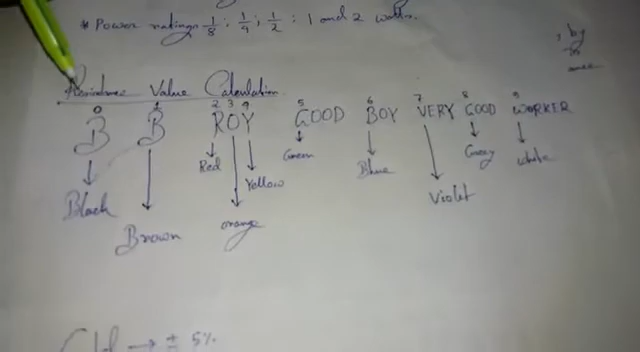 * Power ratings 1/8 ; 1/4 ; 1/2 : 1 and 2 watts.
, by
Resistance Value Calculation
0 1 2 3 4 5 6 7 8 9
B B ROY GOOD BOY VERY GOOD WORKER
Red Green Blue Gray White
Black Yellow Violet
Brown orange
→ ± 5%